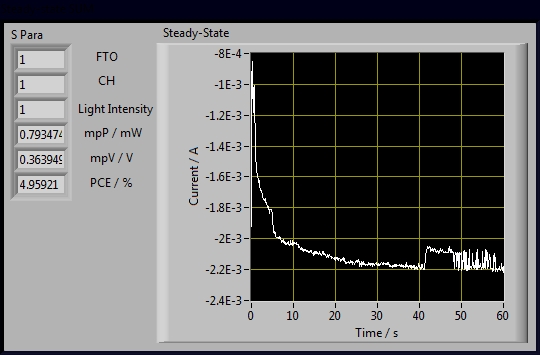 S Para
1 FTO
1 CH
1 Light Intensity
0.793474 mpP / mW
0.363949 mpV / V
4.95921 PCE / %
Steady-State
Current / A
-8E-4
-1E-3
-1.2E-3
-1.4E-3
-1.6E-3
-1.8E-3
-2E-3
-2.2E-3
-2.4E-3
0 10 20 30 40 50 60
Time / s